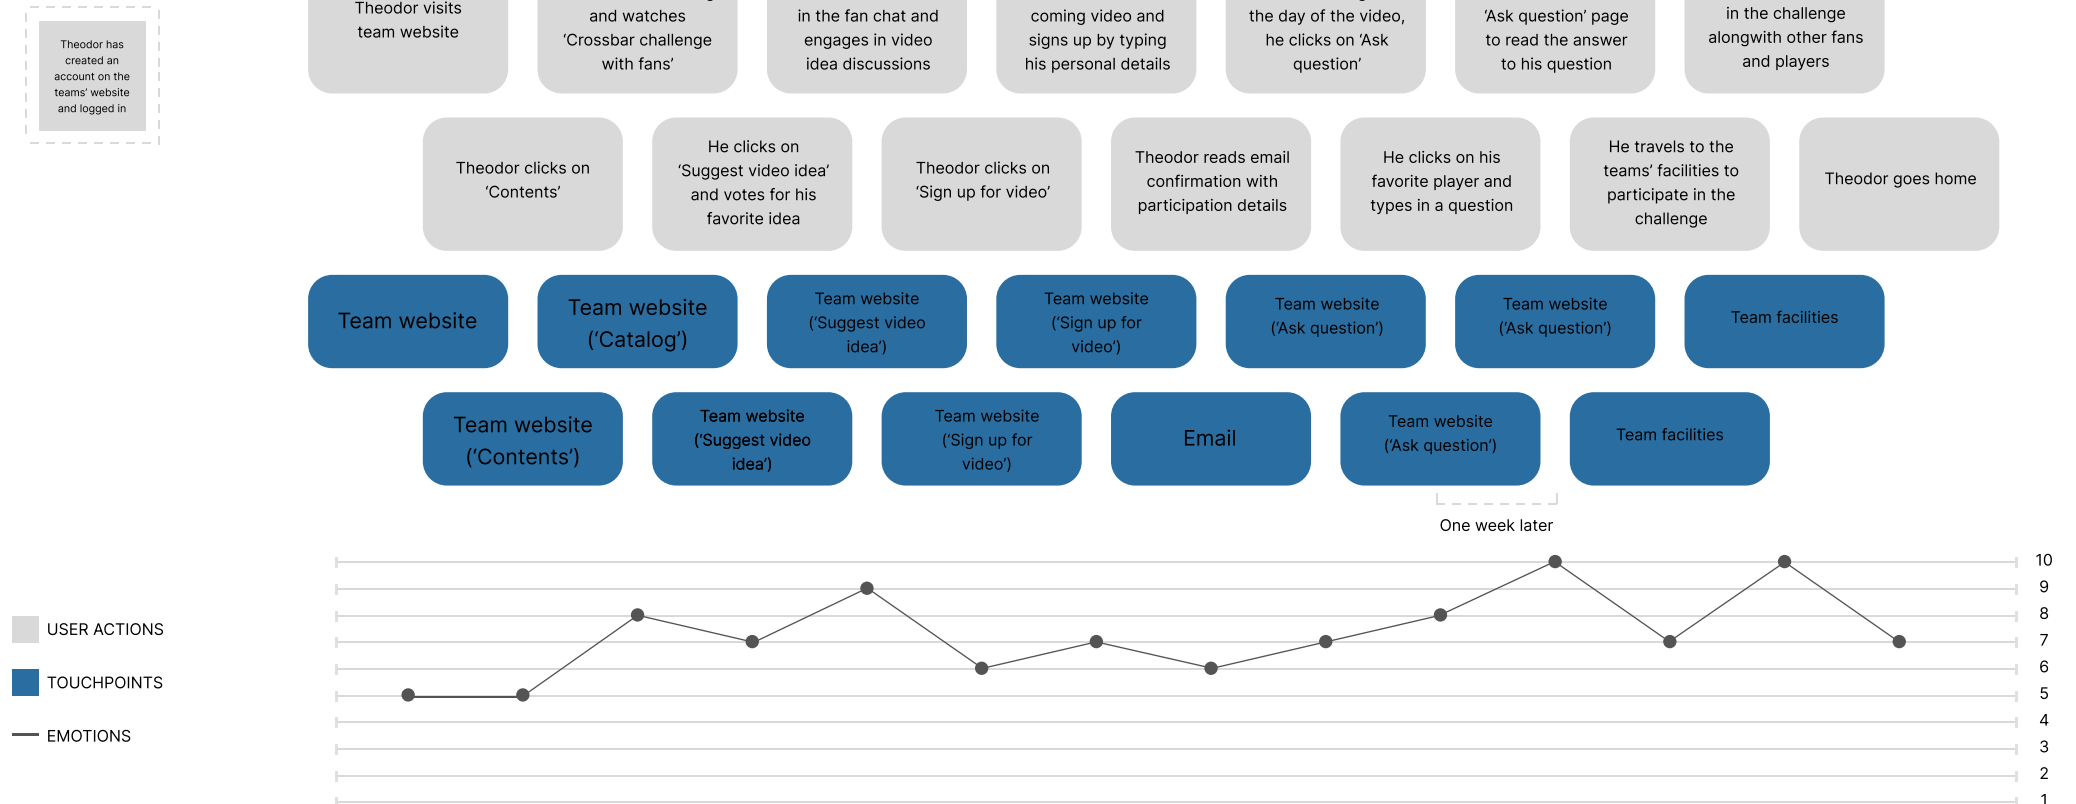 Theodor has
created an
account on the
teams’ website
and logged in
Theodor visits
team website
and watches
‘Crossbar challenge
with fans’
in the fan chat and
engages in video
idea discussions
coming video and
signs up by typing
his personal details
the day of the video,
he clicks on ‘Ask
question’
‘Ask question’ page
to read the answer
to his question
in the challenge
alongwith other fans
and players
Theodor clicks on
‘Contents’
He clicks on
‘Suggest video idea’
and votes for his
favorite idea
Theodor clicks on
‘Sign up for video’
Theodor reads email
confirmation with
participation details
He clicks on his
favorite player and
types in a question
He travels to the
teams’ facilities to
participate in the
challenge
Theodor goes home
Team website
Team website
(‘Catalog’)
Team website
(‘Suggest video
idea’)
Team website
(‘Sign up for
video’)
Team website
(‘Ask question’)
Team website
(‘Ask question’)
Team facilities
Team website
(‘Contents’)
Team website
(‘Suggest video
idea’)
Team website
(‘Sign up for
video’)
Email
Team website
(‘Ask question’)
Team facilities
One week later
10
9
8
7
6
5
4
3
2
1
USER ACTIONS
TOUCHPOINTS
EMOTIONS